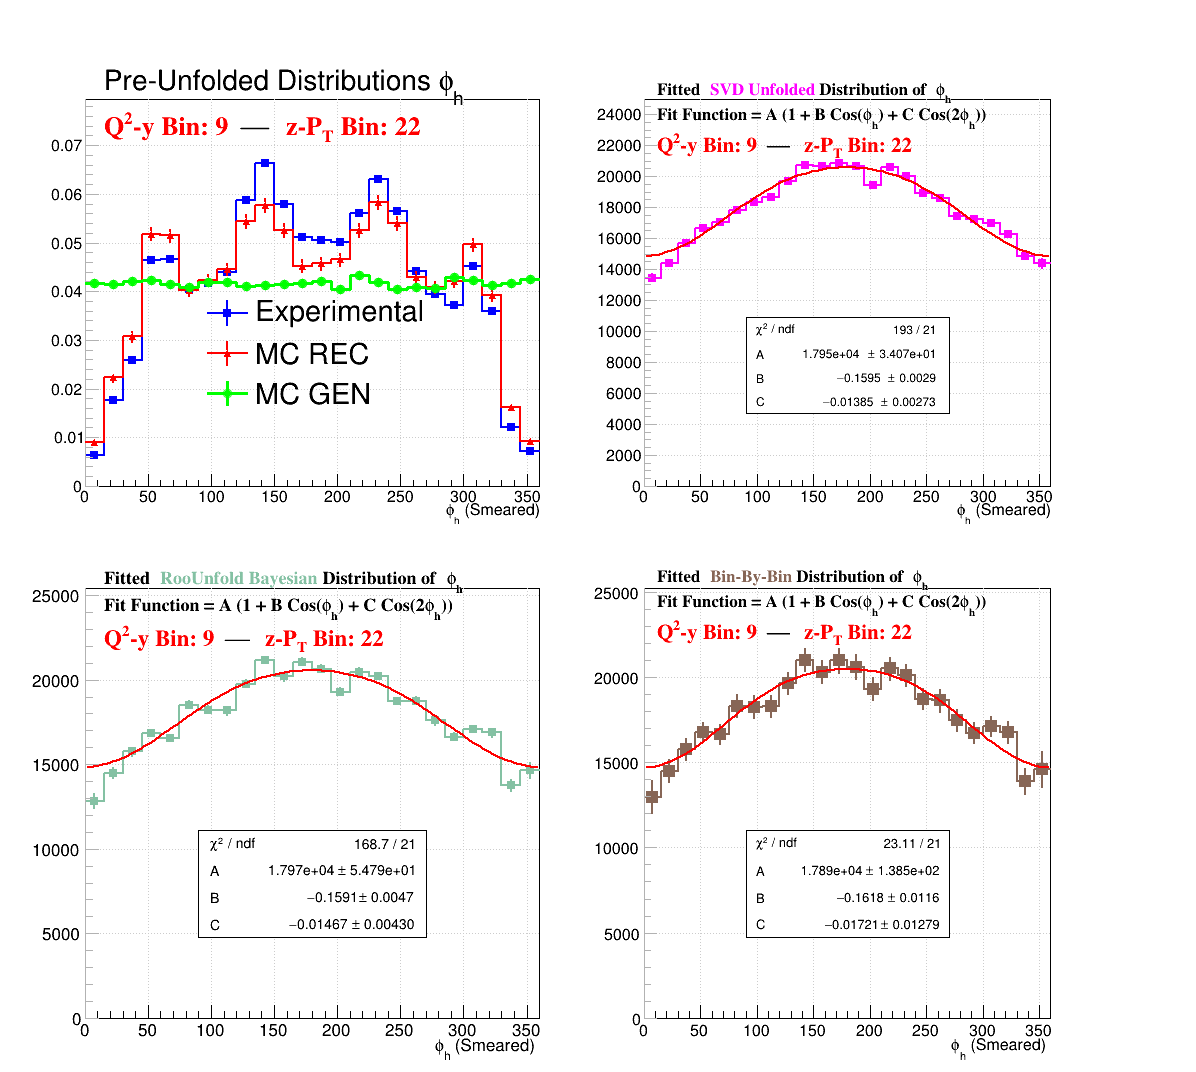 Pre-Unfolded Distributions ϕh
Q²-y Bin: 9 — z-PT Bin: 22
0.07
0.06
0.05
0.04
0.03
0.02
0.01
0
Experimental
MC REC
MC GEN
0 50 100 150 200 250 300 350
ϕh (Smeared)
Fitted SVD Unfolded Distribution of ϕh
Fit Function = A (1 + B Cos(ϕh) + C Cos(2ϕh))
Q²-y Bin: 9 — z-PT Bin: 22
24000
22000
20000
18000
16000
14000
12000
10000
8000
6000
4000
2000
0
χ² / ndf 193 / 21
A 1.795e+04 ± 3.407e+01
B −0.1595 ± 0.0029
C −0.01385 ± 0.00273
0 50 100 150 200 250 300 350
ϕh (Smeared)
Fitted RooUnfold Bayesian Distribution of ϕh
Fit Function = A (1 + B Cos(ϕh) + C Cos(2ϕh))
Q²-y Bin: 9 — z-PT Bin: 22
25000
20000
15000
10000
5000
0
χ² / ndf 168.7 / 21
A 1.797e+04 ± 5.479e+01
B −0.1591 ± 0.0047
C −0.01467 ± 0.00430
0 50 100 150 200 250 300 350
ϕh (Smeared)
Fitted Bin-By-Bin Distribution of ϕh
Fit Function = A (1 + B Cos(ϕh) + C Cos(2ϕh))
Q²-y Bin: 9 — z-PT Bin: 22
25000
20000
15000
10000
5000
0
χ² / ndf 23.11 / 21
A 1.789e+04 ± 1.385e+02
B −0.1618 ± 0.0116
C −0.01721 ± 0.01279
0 50 100 150 200 250 300 350
ϕh (Smeared)